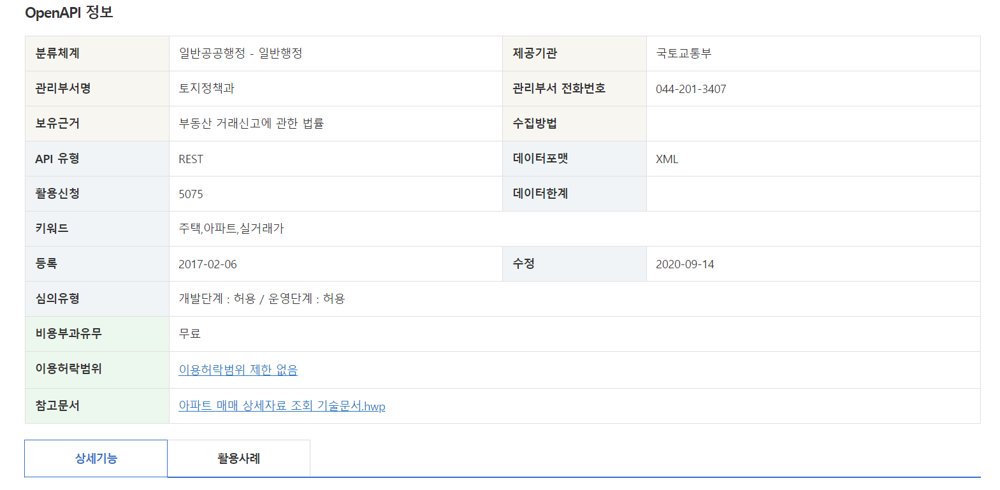 OpenAPI 정보
분류체계 일반공공행정 - 일반행정 제공기관 국토교통부
관리부서명 토지정책과 관리부서 전화번호 044-201-3407
보유근거 부동산 거래신고에 관한 법률 수집방법
API 유형 REST 데이터포맷 XML
활용신청 5075 데이터한계
키워드 주택,아파트,실거래가
등록 2017-02-06 수정 2020-09-14
심의유형 개발단계 : 허용 / 운영단계 : 허용
비용부과유무 무료
이용허락범위 이용허락범위 제한 없음
참고문서 아파트 매매 상세자료 조회 기술문서.hwp
상세기능 활용사례